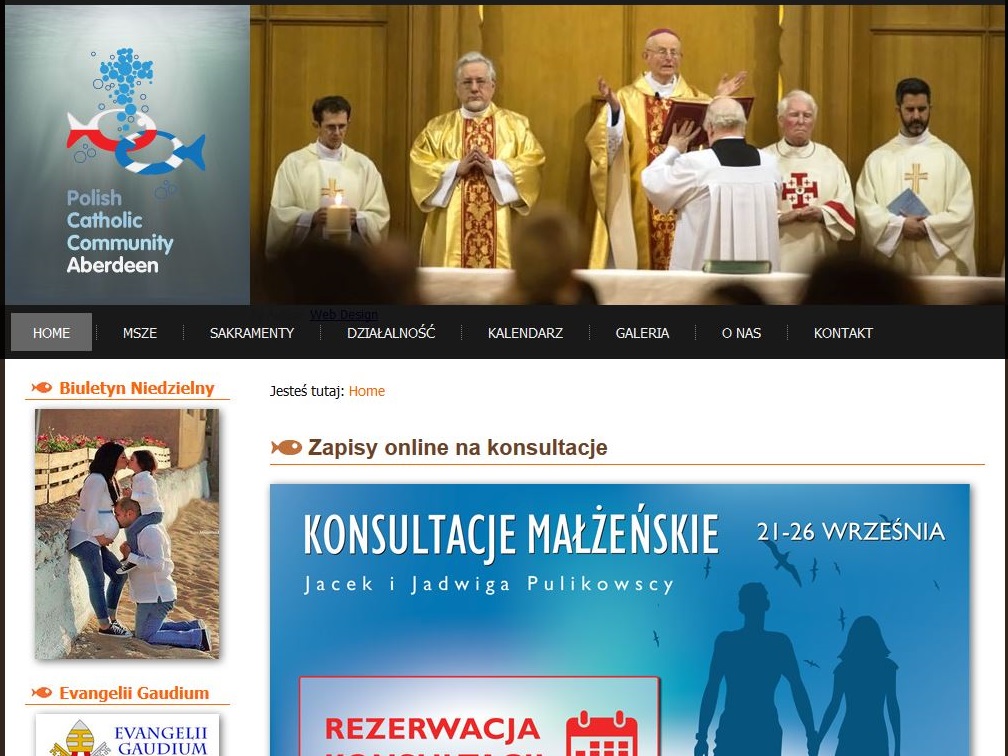 Polish
Catholic
Community
Aberdeen
Web Design
HOME MSZE SAKRAMENTY DZIAŁALNOŚĆ KALENDARZ GALERIA O NAS KONTAKT
Biuletyn Niedzielny
Jesteś tutaj: Home
Zapisy online na konsultacje
KONSULTACJE MAŁŻEŃSKIE 21-26 WRZEŚNIA
Jacek i Jadwiga Pulikowscy
Evangelii Gaudium
EVANGELII
GAUDIUM
REZERWACJA
KONSULTACJI